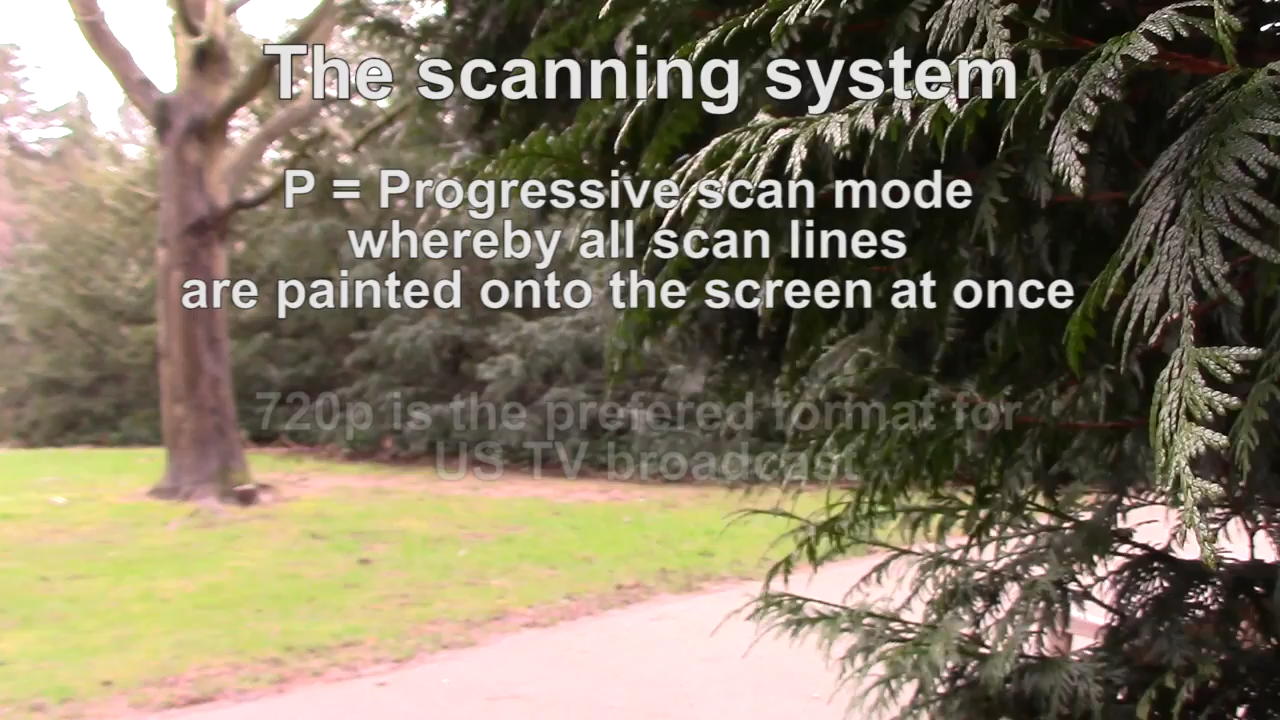 The scanning system
P = Progressive scan mode
whereby all scan lines
are painted onto the screen at once
720p is the prefered format for
US TV broadcast